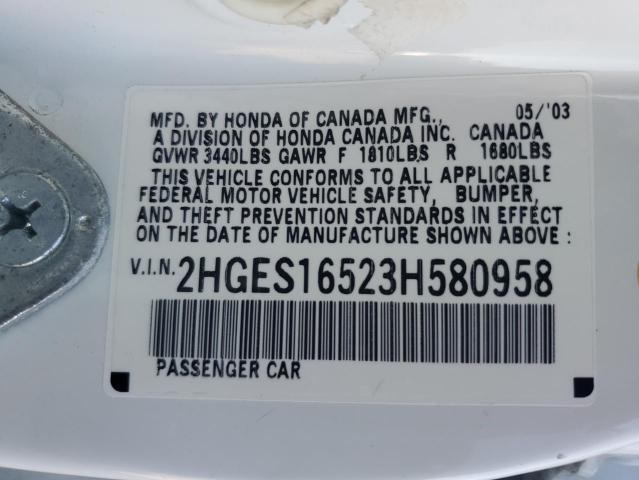 MFD. BY HONDA OF CANADA MFG., 05/'03
A DIVISION OF HONDA CANADA INC. CANADA
GVWR 3440LBS GAWR F 1810LBS R 1680LBS
THIS VEHICLE CONFORMS TO ALL APPLICABLE
FEDERAL MOTOR VEHICLE SAFETY, BUMPER,
AND THEFT PREVENTION STANDARDS IN EFFECT
ON THE DATE OF MANUFACTURE SHOWN ABOVE :
V.I.N. 2HGES16523H580958
PASSENGER CAR